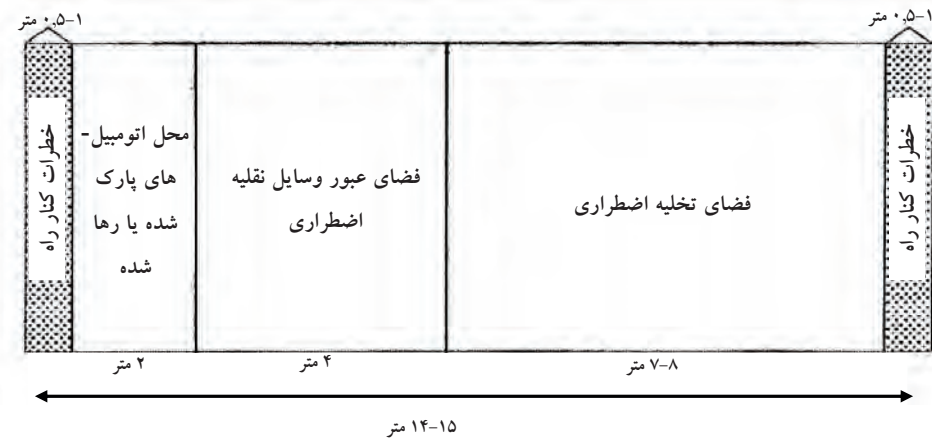 ۰٫۵-۱ متر
۰٫۵-۱ متر
خطرات کنار راه
فضای تخلیه اضطراری
فضای عبور وسایل نقلیه
اضطراری
محل اتومبیل-
های پارک
شده یا رها
شده
خطرات کنار راه
۷-۸ متر
۴ متر
۲ متر
۱۴-۱۵ متر